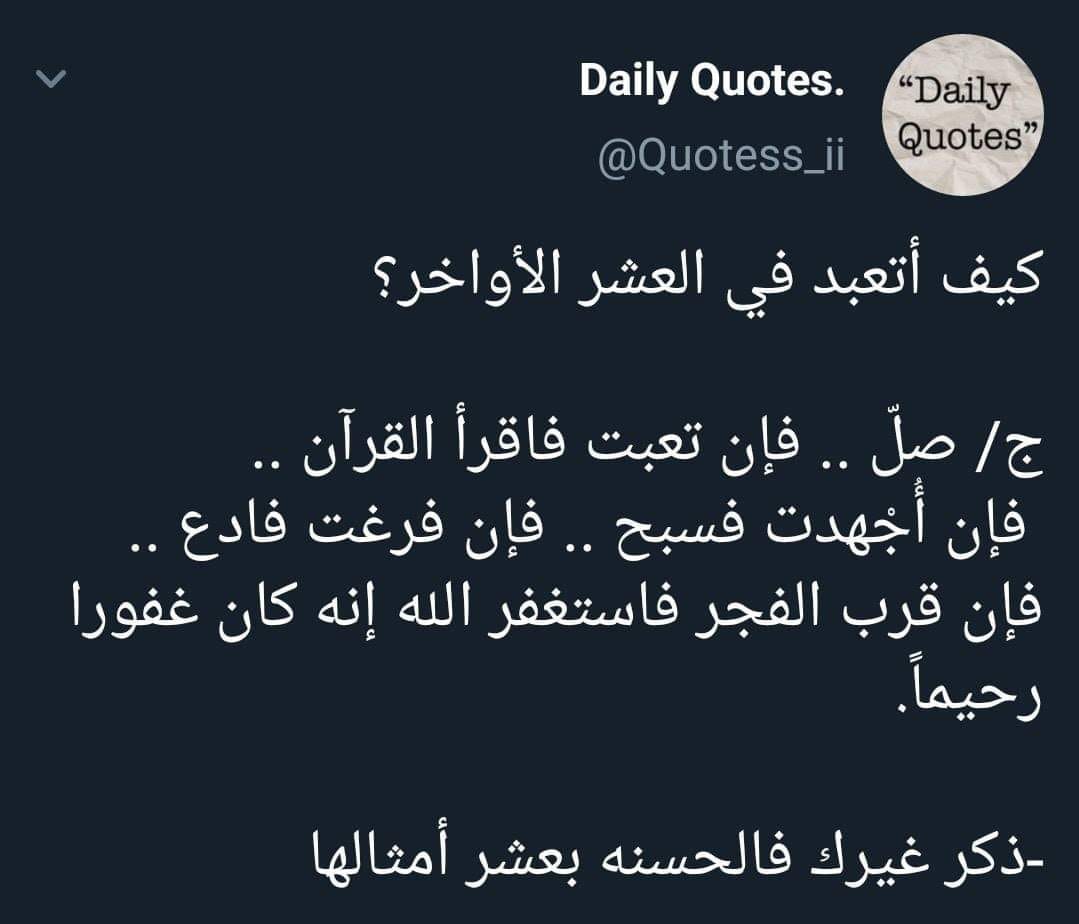 Daily Quotes.
@Quotess_ii
“Daily
Quotes”
كيف أتعبد في العشر الأواخر؟
ج/ صلّ .. فإن تعبت فاقرأ القرآن ..
فإن أُجْهدت فسبح .. فإن فرغت فادع ..
فإن قرب الفجر فاستغفر الله إنه كان غفورا
رحيماً.
-ذكر غيرك فالحسنه بعشر أمثالها